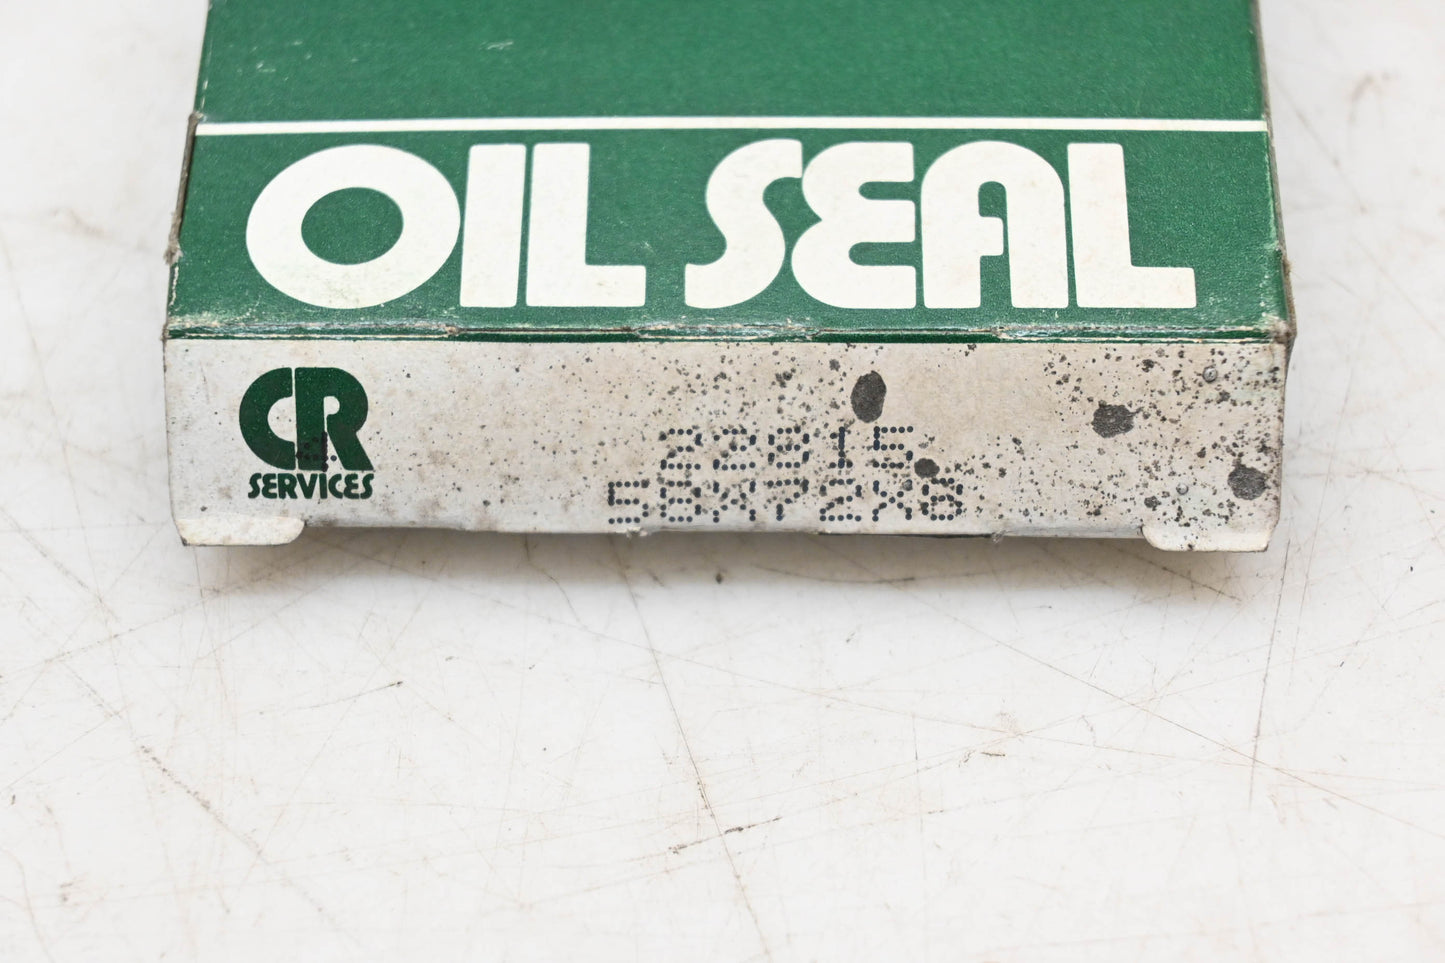 OIL SEAL
CR
SERVICES
22815
58X72X8